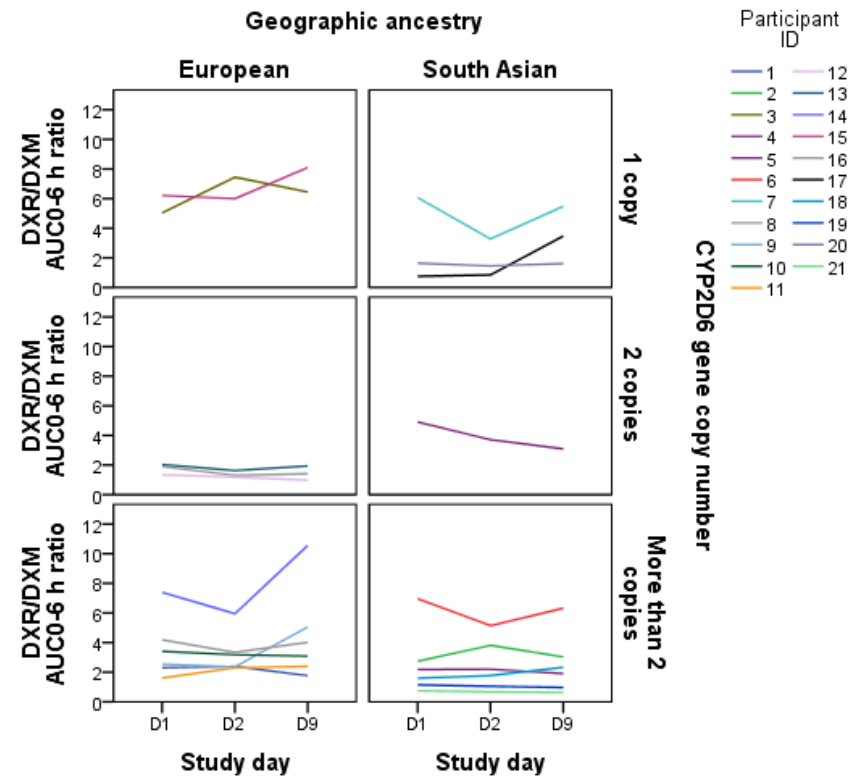 Geographic ancestry
European
South Asian
DXR/DXM
AUC0-6 h ratio
12
10
8
6
4
2
0
1 copy
DXR/DXM
AUC0-6 h ratio
12
10
8
6
4
2
0
2 copies
DXR/DXM
AUC0-6 h ratio
12
10
8
6
4
2
0
More than 2
copies
D1 D2 D9
D1 D2 D9
Study day
Study day
CYP2D6 gene copy number
Participant
ID
1 12
2 13
3 14
4 15
5 16
6 17
7 18
8 19
9 20
10 21
11